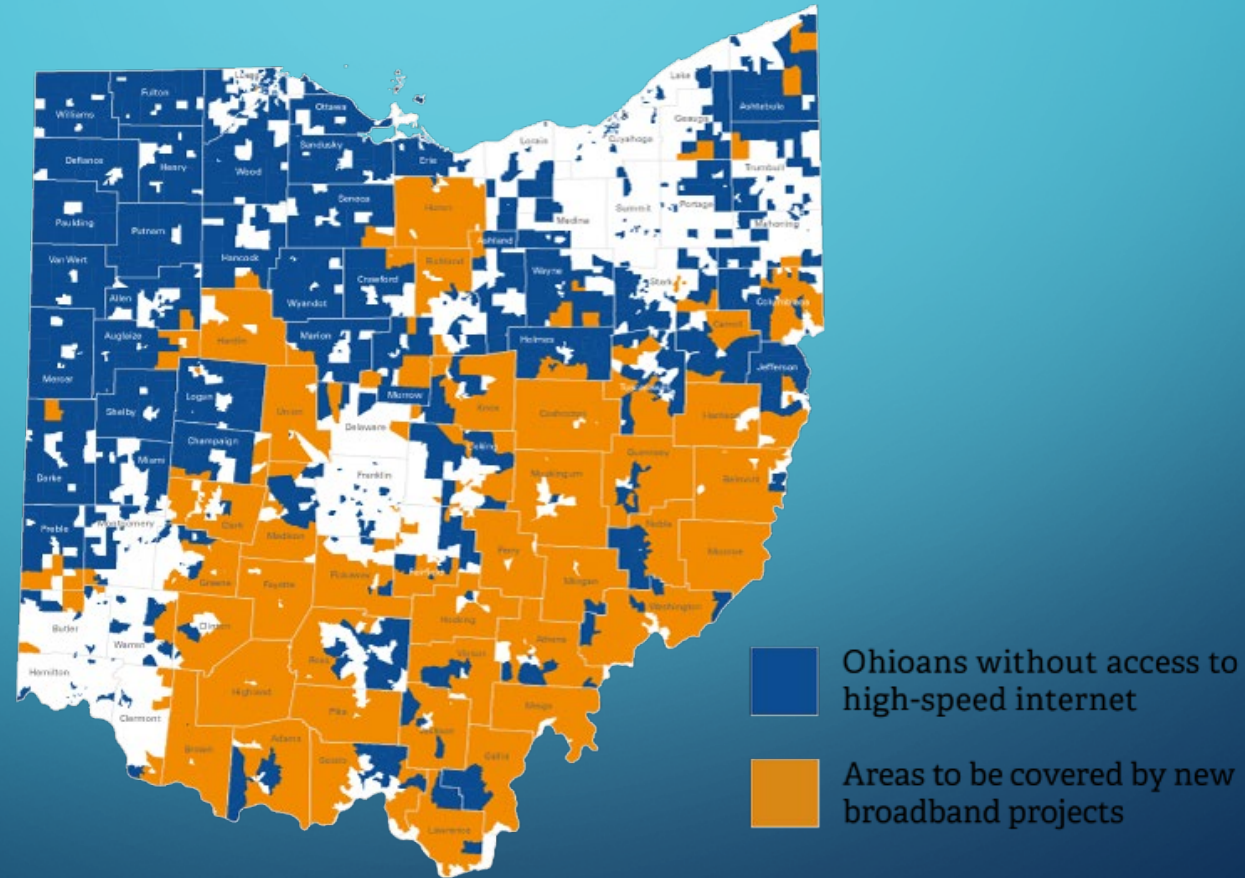 Lake
Fulton
Lucas
Williams
Ottawa
Ashtabula
Geauga
Sandusky
Lorain
Cuyahoga
Defiance
Henry
Wood
Erie
Trumbull
Seneca
Huron
Medina
Summit
Portage
Mahoning
Paulding
Putnam
Ashland
Van Wert
Hancock
Richland
Crawford
Wayne
Stark
Allen
Wyandot
Columbiana
Auglaize
Hardin
Marion
Holmes
Carroll
Mercer
Jefferson
Logan
Morrow
Shelby
Union
Knox
Coshocton
Harrison
Delaware
Champaign
Licking
Guernsey
Miami
Darke
Franklin
Muskingum
Belmont
Preble
Montgomery
Clark
Madison
Noble
Perry
Monroe
Greene
Fayette
Pickaway
Fairfield
Morgan
Washington
Butler
Clinton
Hocking
Warren
Athens
Hamilton
Ross
Vinton
Highland
Pike
Meigs
Clermont
Jackson
Brown
Adams
Scioto
Gallia
Lawrence
Ohioans without access to
high-speed internet
Areas to be covered by new
broadband projects